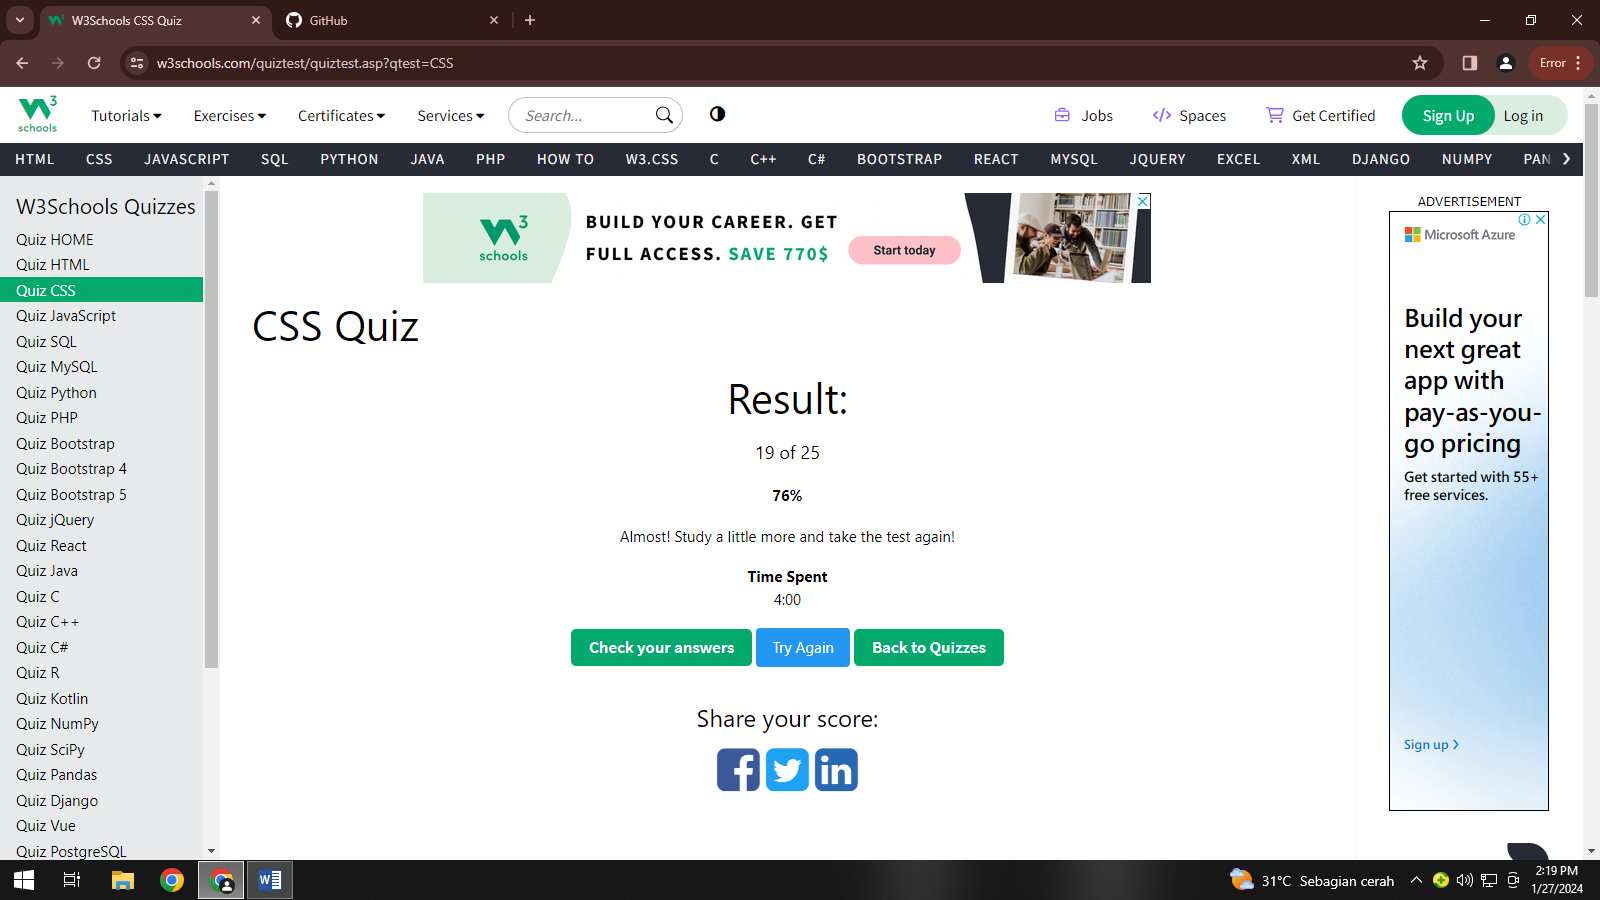 W3Schools CSS Quiz
GitHub
w3schools.com/quiztest/quiztest.asp?qtest=CSS
Error
W3
schools
Tutorials
Exercises
Certificates
Services
Search...
Jobs
Spaces
Get Certified
Sign Up
Log in
HTML CSS JAVASCRIPT SQL PYTHON JAVA PHP HOW TO W3.CSS C C++ C# BOOTSTRAP REACT MYSQL JQUERY EXCEL XML DJANGO NUMPY PAN
W3Schools Quizzes
Quiz HOME
Quiz HTML
Quiz CSS
Quiz JavaScript
Quiz SQL
Quiz MySQL
Quiz Python
Quiz PHP
Quiz Bootstrap
Quiz Bootstrap 4
Quiz Bootstrap 5
Quiz jQuery
Quiz React
Quiz Java
Quiz C
Quiz C++
Quiz C#
Quiz R
Quiz Kotlin
Quiz NumPy
Quiz SciPy
Quiz Pandas
Quiz Django
Quiz Vue
Quiz PostgreSQL
W3
schools
BUILD YOUR CAREER. GET
FULL ACCESS. SAVE 770$
Start today
CSS Quiz
Result:
19 of 25
76%
Almost! Study a little more and take the test again!
Time Spent
4:00
Check your answers
Try Again
Back to Quizzes
Share your score:
ADVERTISEMENT
Microsoft Azure
Build your
next great
app with
pay-as-you-
go pricing
Get started with 55+
free services.
Sign up
31°C Sebagian cerah
2:19 PM
1/27/2024